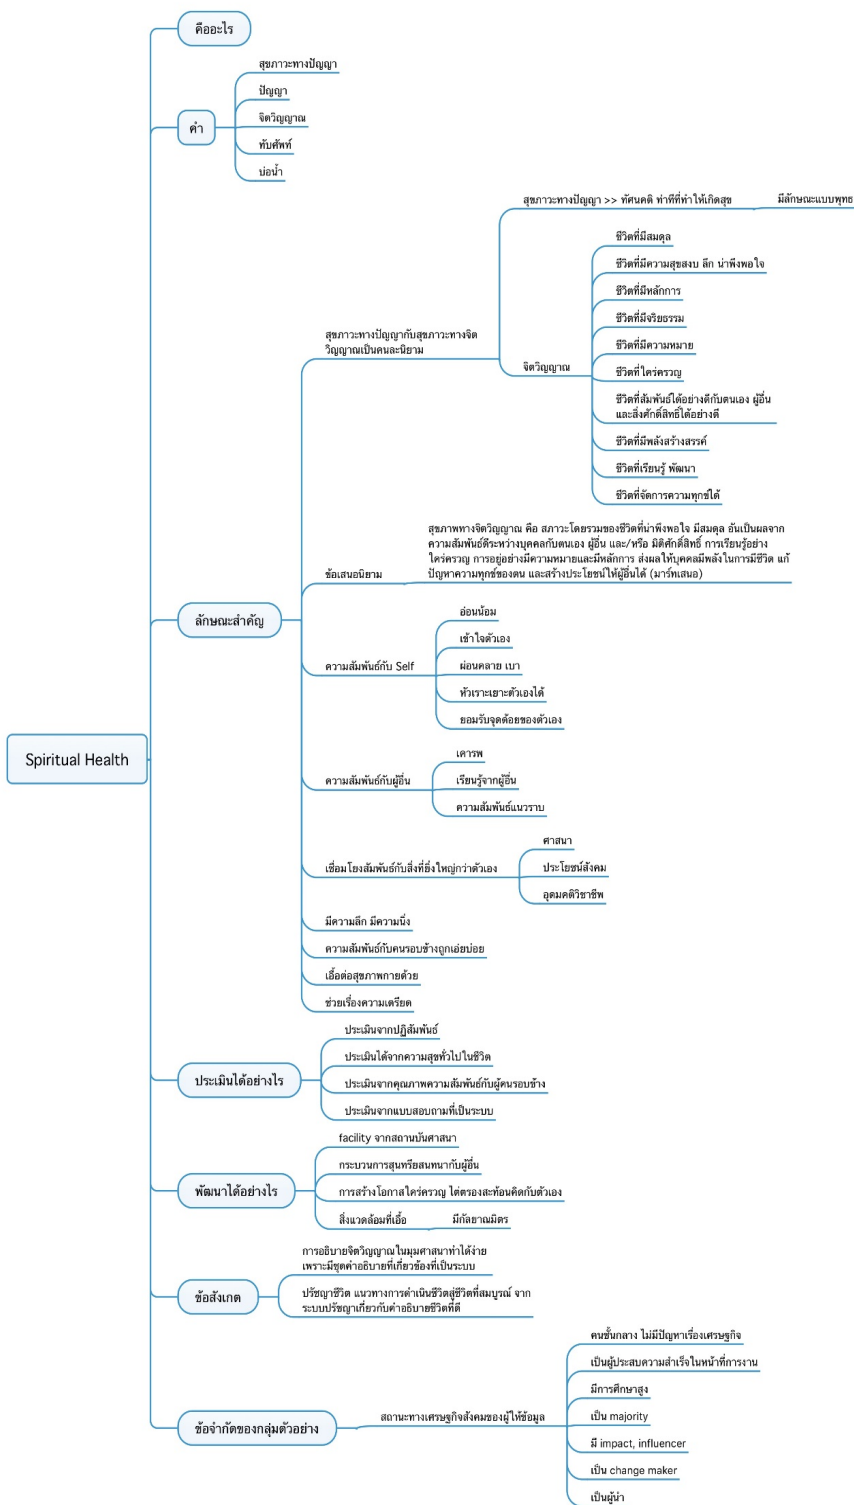 คืออะไร
สุขภาวะทางปัญญา
ปัญญา
จิตวิญญาณ
คำ
ทับศัพท์
บ่อน้ำ
สุขภาวะทางปัญญา >> ทัศนคติ ท่าทีที่ทำให้เกิดสุข
มีลักษณะแบบพุทธ
ชีวิตที่มีสมดุล
ชีวิตที่มีความสุขสงบ ลึก น่าพึงพอใจ
ชีวิตที่มีหลักการ
ชีวิตที่มีจริยธรรม
สุขภาวะทางปัญญากับสุขภาวะทางจิต
วิญญาณเป็นคนละนิยาม
ชีวิตที่มีความหมาย
จิตวิญญาณ
ชีวิตที่ใคร่ครวญ
ชีวิตที่สัมพันธ์ได้อย่างดีกับตนเอง ผู้อื่น
และสิ่งศักดิ์สิทธิ์ได้อย่างดี
ชีวิตที่มีพลังสร้างสรรค์
ชีวิตที่เรียนรู้ พัฒนา
ชีวิตที่จัดการความทุกข์ได้
สุขภาพทางจิตวิญญาณ คือ สภาวะโดยรวมของชีวิตที่น่าพึงพอใจ มีสมดุล อันเป็นผลจาก
ความสัมพันธ์ดีระหว่างบุคคลกับตนเอง ผู้อื่น และ/หรือ มิติศักดิ์สิทธิ์ การเรียนรู้อย่าง
ใคร่ครวญ การอยู่อย่างมีความหมายและมีหลักการ ส่งผลให้บุคคลมีพลังในการมีชีวิต แก้
ปัญหาความทุกข์ของตน และสร้างประโยชน์ให้ผู้อื่นได้ (มาร์ทเสนอ)
ข้อเสนอนิยาม
ลักษณะสำคัญ
อ่อนน้อม
เข้าใจตัวเอง
ความสัมพันธ์กับ Self
ผ่อนคลาย เบา
หัวเราะเยาะตัวเองได้
ยอมรับจุดด้อยของตัวเอง
Spiritual Health
เคารพ
ความสัมพันธ์กับผู้อื่น
เรียนรู้จากผู้อื่น
ความสัมพันธ์แนวราบ
ศาสนา
เชื่อมโยงสัมพันธ์กับสิ่งที่ยิ่งใหญ่กว่าตัวเอง
ประโยชน์สังคม
อุดมคติวิชาชีพ
มีความลึก มีความนิ่ง
ความสัมพันธ์กับคนรอบข้างถูกเอ่ยบ่อย
เอื้อต่อสุขภาพกายด้วย
ช่วยเรื่องความเครียด
ประเมินจากปฏิสัมพันธ์
ประเมินได้จากความสุขทั่วไปในชีวิต
ประเมินได้อย่างไร
ประเมินจากคุณภาพความสัมพันธ์กับผู้คนรอบข้าง
ประเมินจากแบบสอบถามที่เป็นระบบ
facility จากสถานบันศาสนา
กระบวนการสุนทรียสนทนากับผู้อื่น
พัฒนาได้อย่างไร
การสร้างโอกาสใคร่ครวญ ไต่ตรองสะท้อนคิดกับตัวเอง
สิ่งแวดล้อมที่เอื้อ
มีกัลยาณมิตร
การอธิบายจิตวิญญาณในมุมศาสนาทำได้ง่าย
เพราะมีชุดคำอธิบายที่เกี่ยวข้องที่เป็นระบบ
ข้อสังเกต
ปรัชญาชีวิต แนวทางการดำเนินชีวิตสู่ชีวิตที่สมบูรณ์ จาก
ระบบปรัชญาเกี่ยวกับคำอธิบายชีวิตที่ดี
คนชั้นกลาง ไม่มีปัญหาเรื่องเศรษฐกิจ
เป็นผู้ประสบความสำเร็จในหน้าที่การงาน
มีการศึกษาสูง
ข้อจำกัดของกลุ่มตัวอย่าง
สถานะทางเศรษฐกิจสังคมของผู้ให้ข้อมูล
เป็น majority
มี impact, influencer
เป็น change maker
เป็นผู้นำ